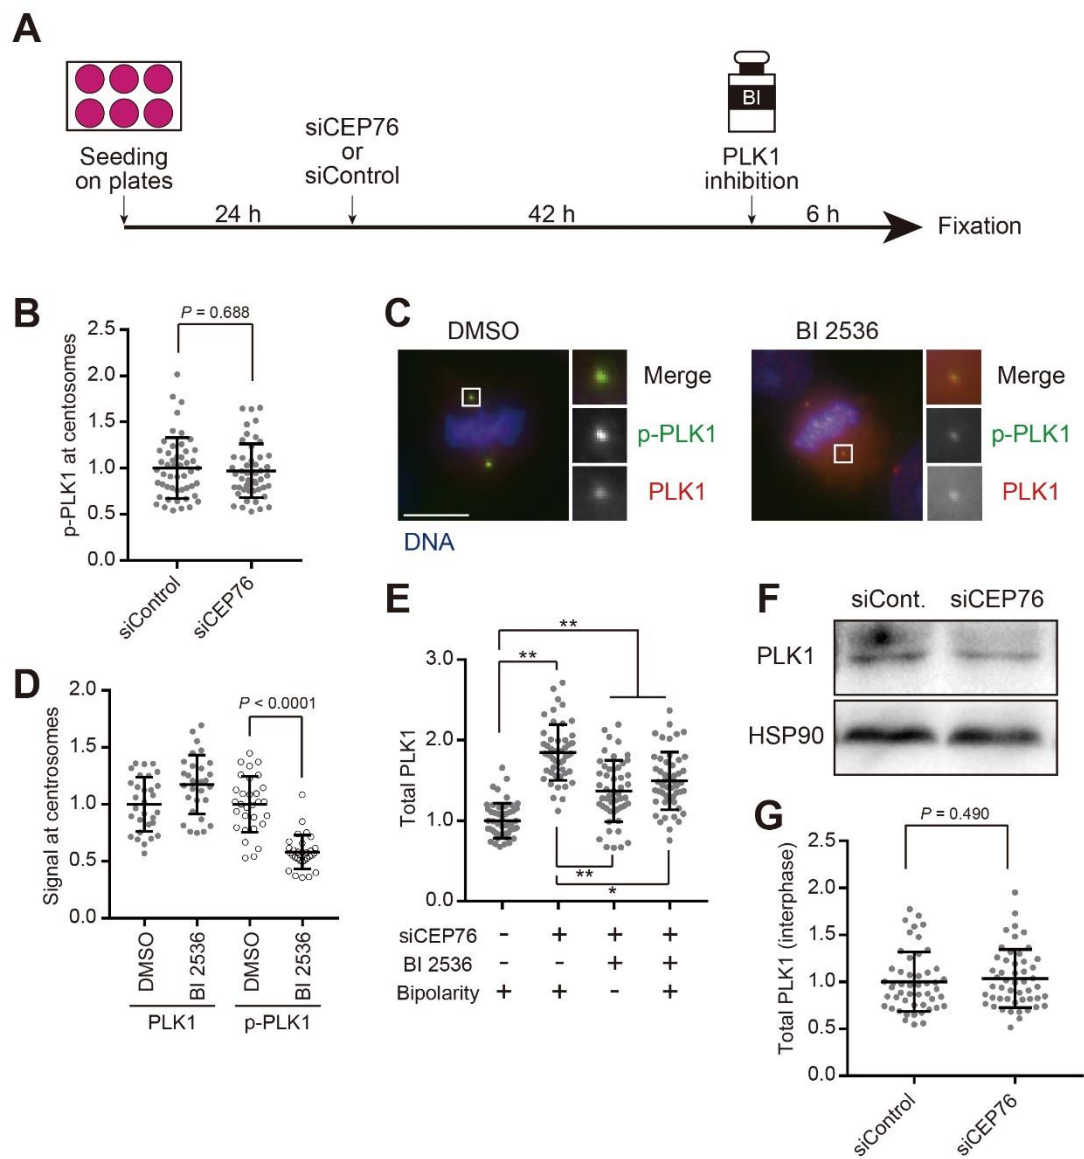 A
BI
siCEP76
or
siControl
Seeding
on plates
PLK1
inhibition
24 h
42 h
6 h
Fixation
B
P = 0.688
p-PLK1 at centosomes
2.5
2.0
1.5
1.0
0.5
0.0
siControl
siCEP76
C
DMSO
BI 2536
Merge
p-PLK1
PLK1
Merge
p-PLK1
PLK1
DNA
D
P < 0.0001
Signal at centrosomes
2.0
1.5
1.0
0.5
0.0
DMSO
BI 2536
DMSO
BI 2536
PLK1
p-PLK1
E
**
**
Total PLK1
3.0
2.0
1.0
0.0
**
*
siCEP76 - + + +
BI 2536 - - + +
Bipolarity + + - +
F
siCont. siCEP76
PLK1
HSP90
G
P = 0.490
Total PLK1 (interphase)
2.5
2.0
1.5
1.0
0.5
0.0
siControl
siCEP76